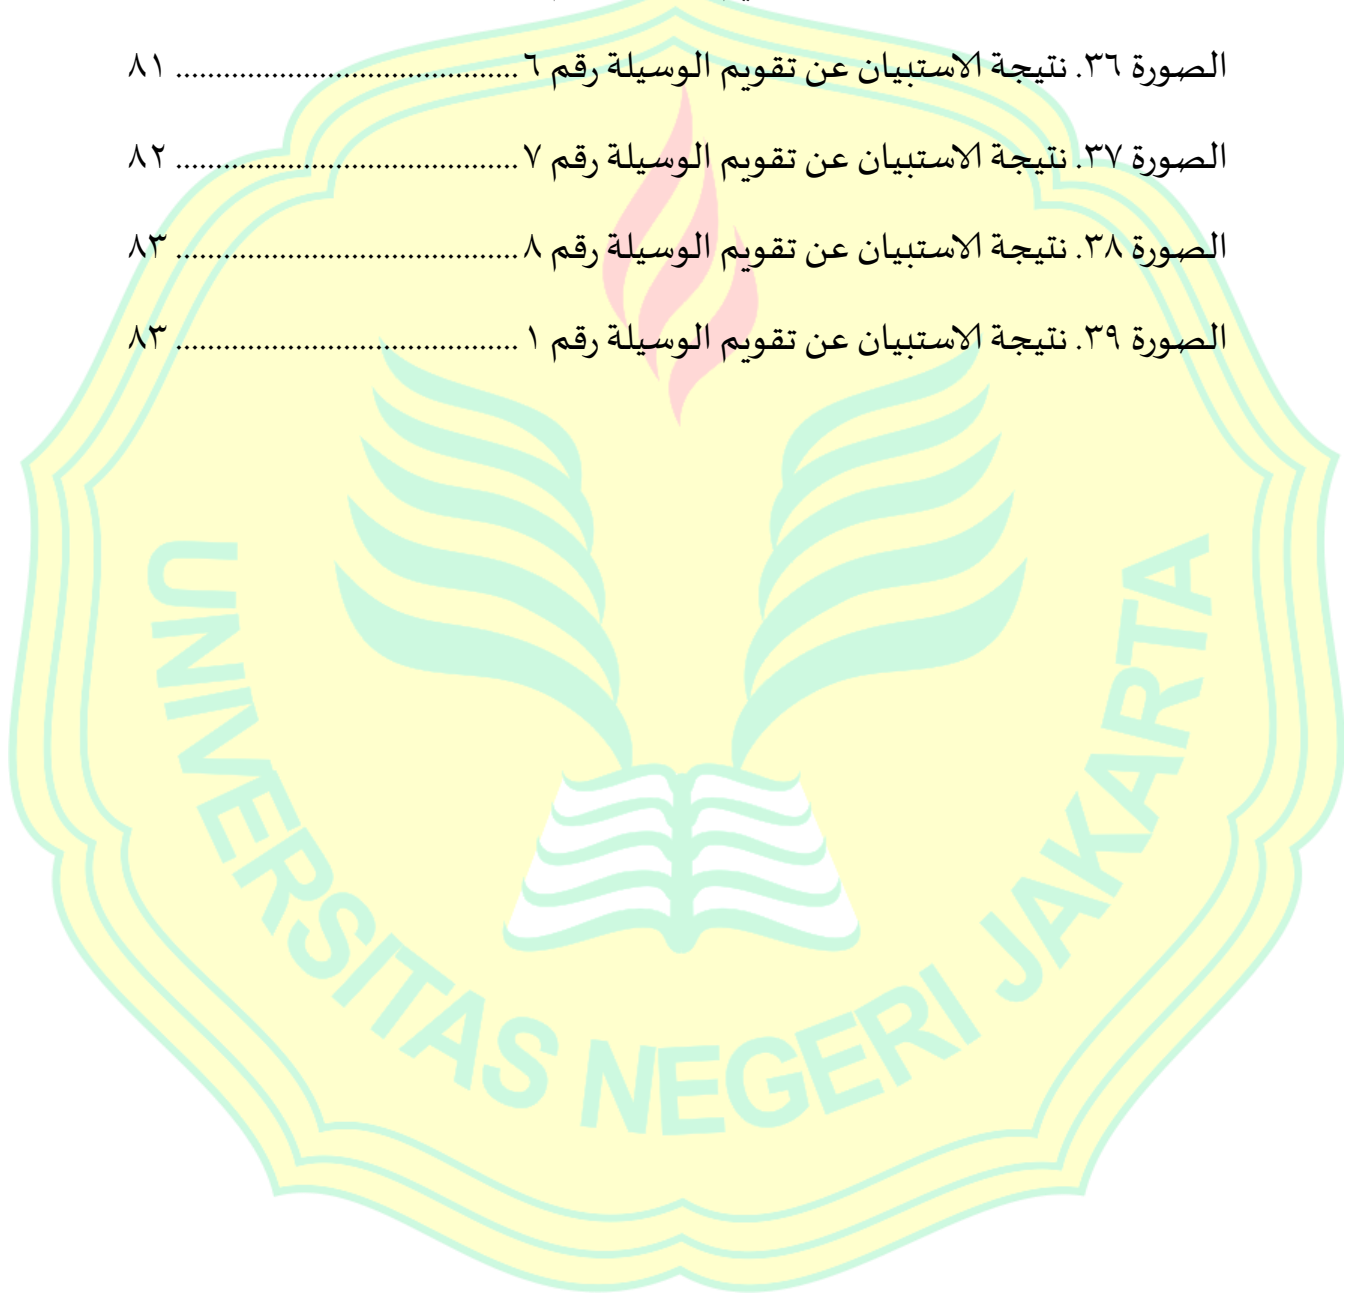 الصورة ٣٦. نتيجة الاستبيان عن تقويم الوسيلة رقم ٦ .......................................... ٨١
الصورة ٣٧. نتيجة الاستبيان عن تقويم الوسيلة رقم ٧ .......................................... ٨٢
الصورة ٣٨. نتيجة الاستبيان عن تقويم الوسيلة رقم ٨ .......................................... ٨٣
الصورة ٣٩. نتيجة الاستبيان عن تقويم الوسيلة رقم ١ .......................................... ٨٣
UNIVERSITAS NEGERI JAKARTA